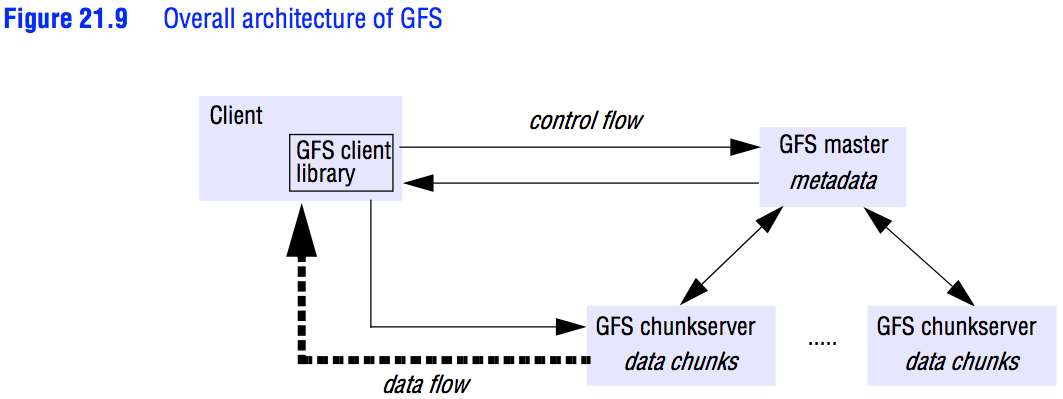 Figure 21.9 Overall architecture of GFS
Client
GFS client
library
control flow
GFS master
metadata
GFS chunkserver
data chunks
.....
GFS chunkserver
data chunks
data flow